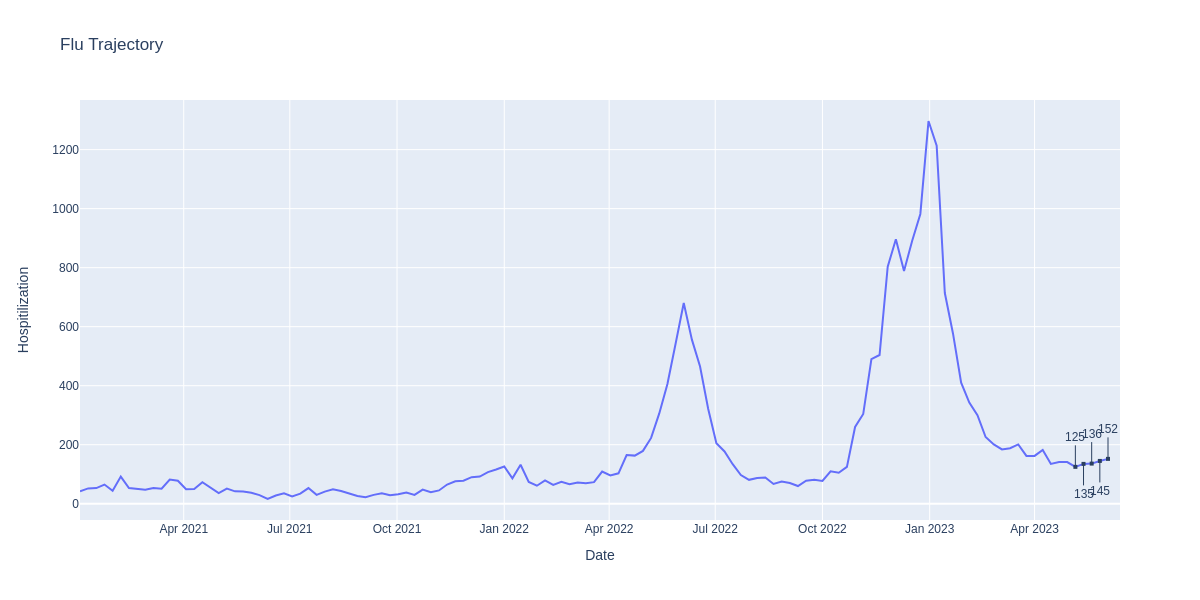 Flu Trajectory
Hospitilization
1200
1000
800
600
400
200
0
125
135
136
145
152
Apr 2021
Jul 2021
Oct 2021
Jan 2022
Apr 2022
Jul 2022
Oct 2022
Jan 2023
Apr 2023
Date